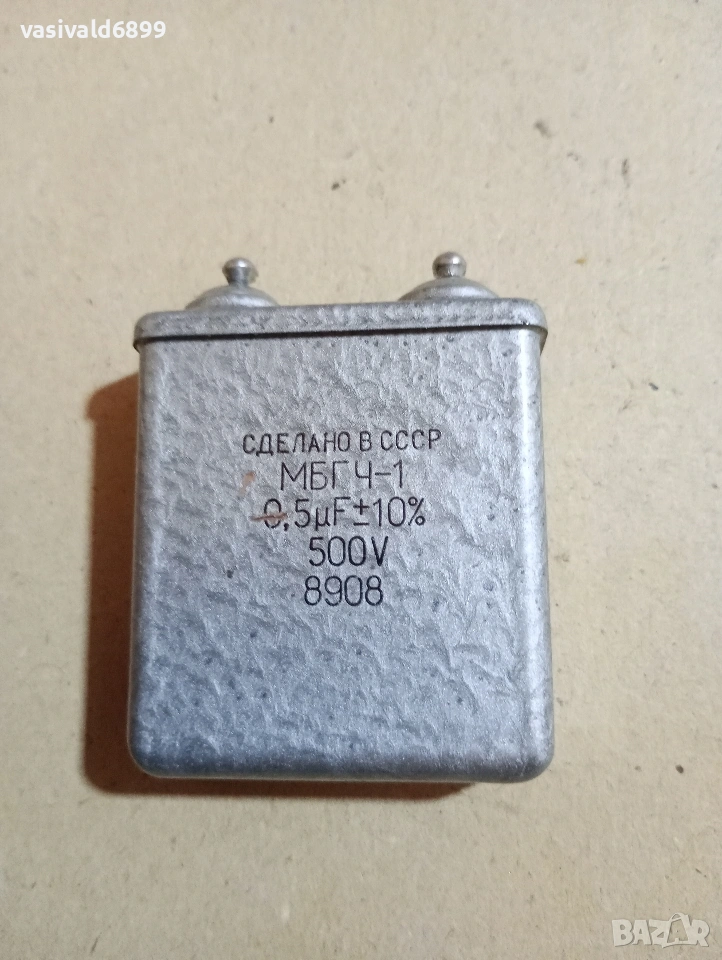 vasivald6899
СДЕЛАНО В СССР
МБГЧ-1
0,5μF±10%
500V
8908
BAZAR